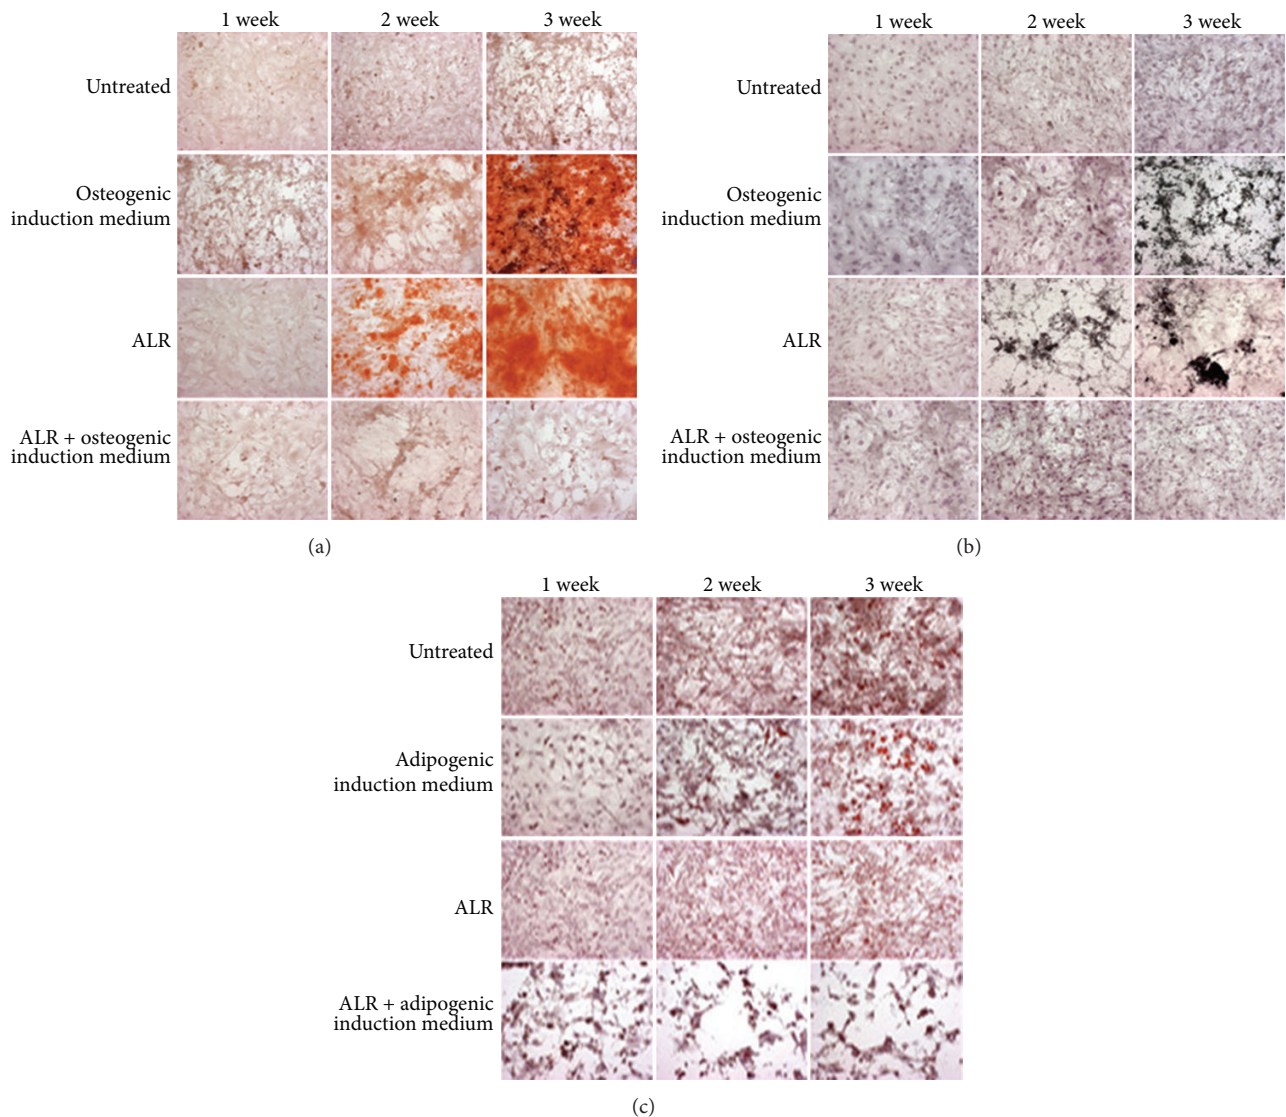 1 week 2 week 3 week
Untreated
Osteogenic
induction medium
ALR
ALR + osteogenic
induction medium
(a)
1 week 2 week 3 week
Untreated
Osteogenic
induction medium
ALR
ALR + osteogenic
induction medium
(b)
1 week 2 week 3 week
Untreated
Adipogenic
induction medium
ALR
ALR + adipogenic
induction medium
(c)